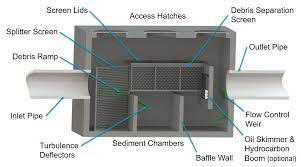 Screen Lids
Access Hatches
Debris Separation
Screen
Splitter Screen
Debris Ramp
Outlet Pipe
Inlet Pipe
Flow Control
Weir
Turbulence
Deflectors
Sediment Chambers
Baffle Wall
Oil Skimmer &
Hydrocarbon
Boom (optional)